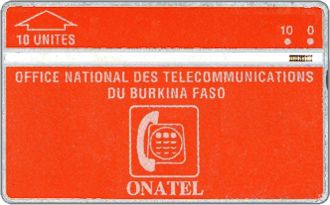 10 UNITES
10 0
OFFICE NATIONAL DES TELECOMMUNICATIONS
DU BURKINA FASO
ONATEL